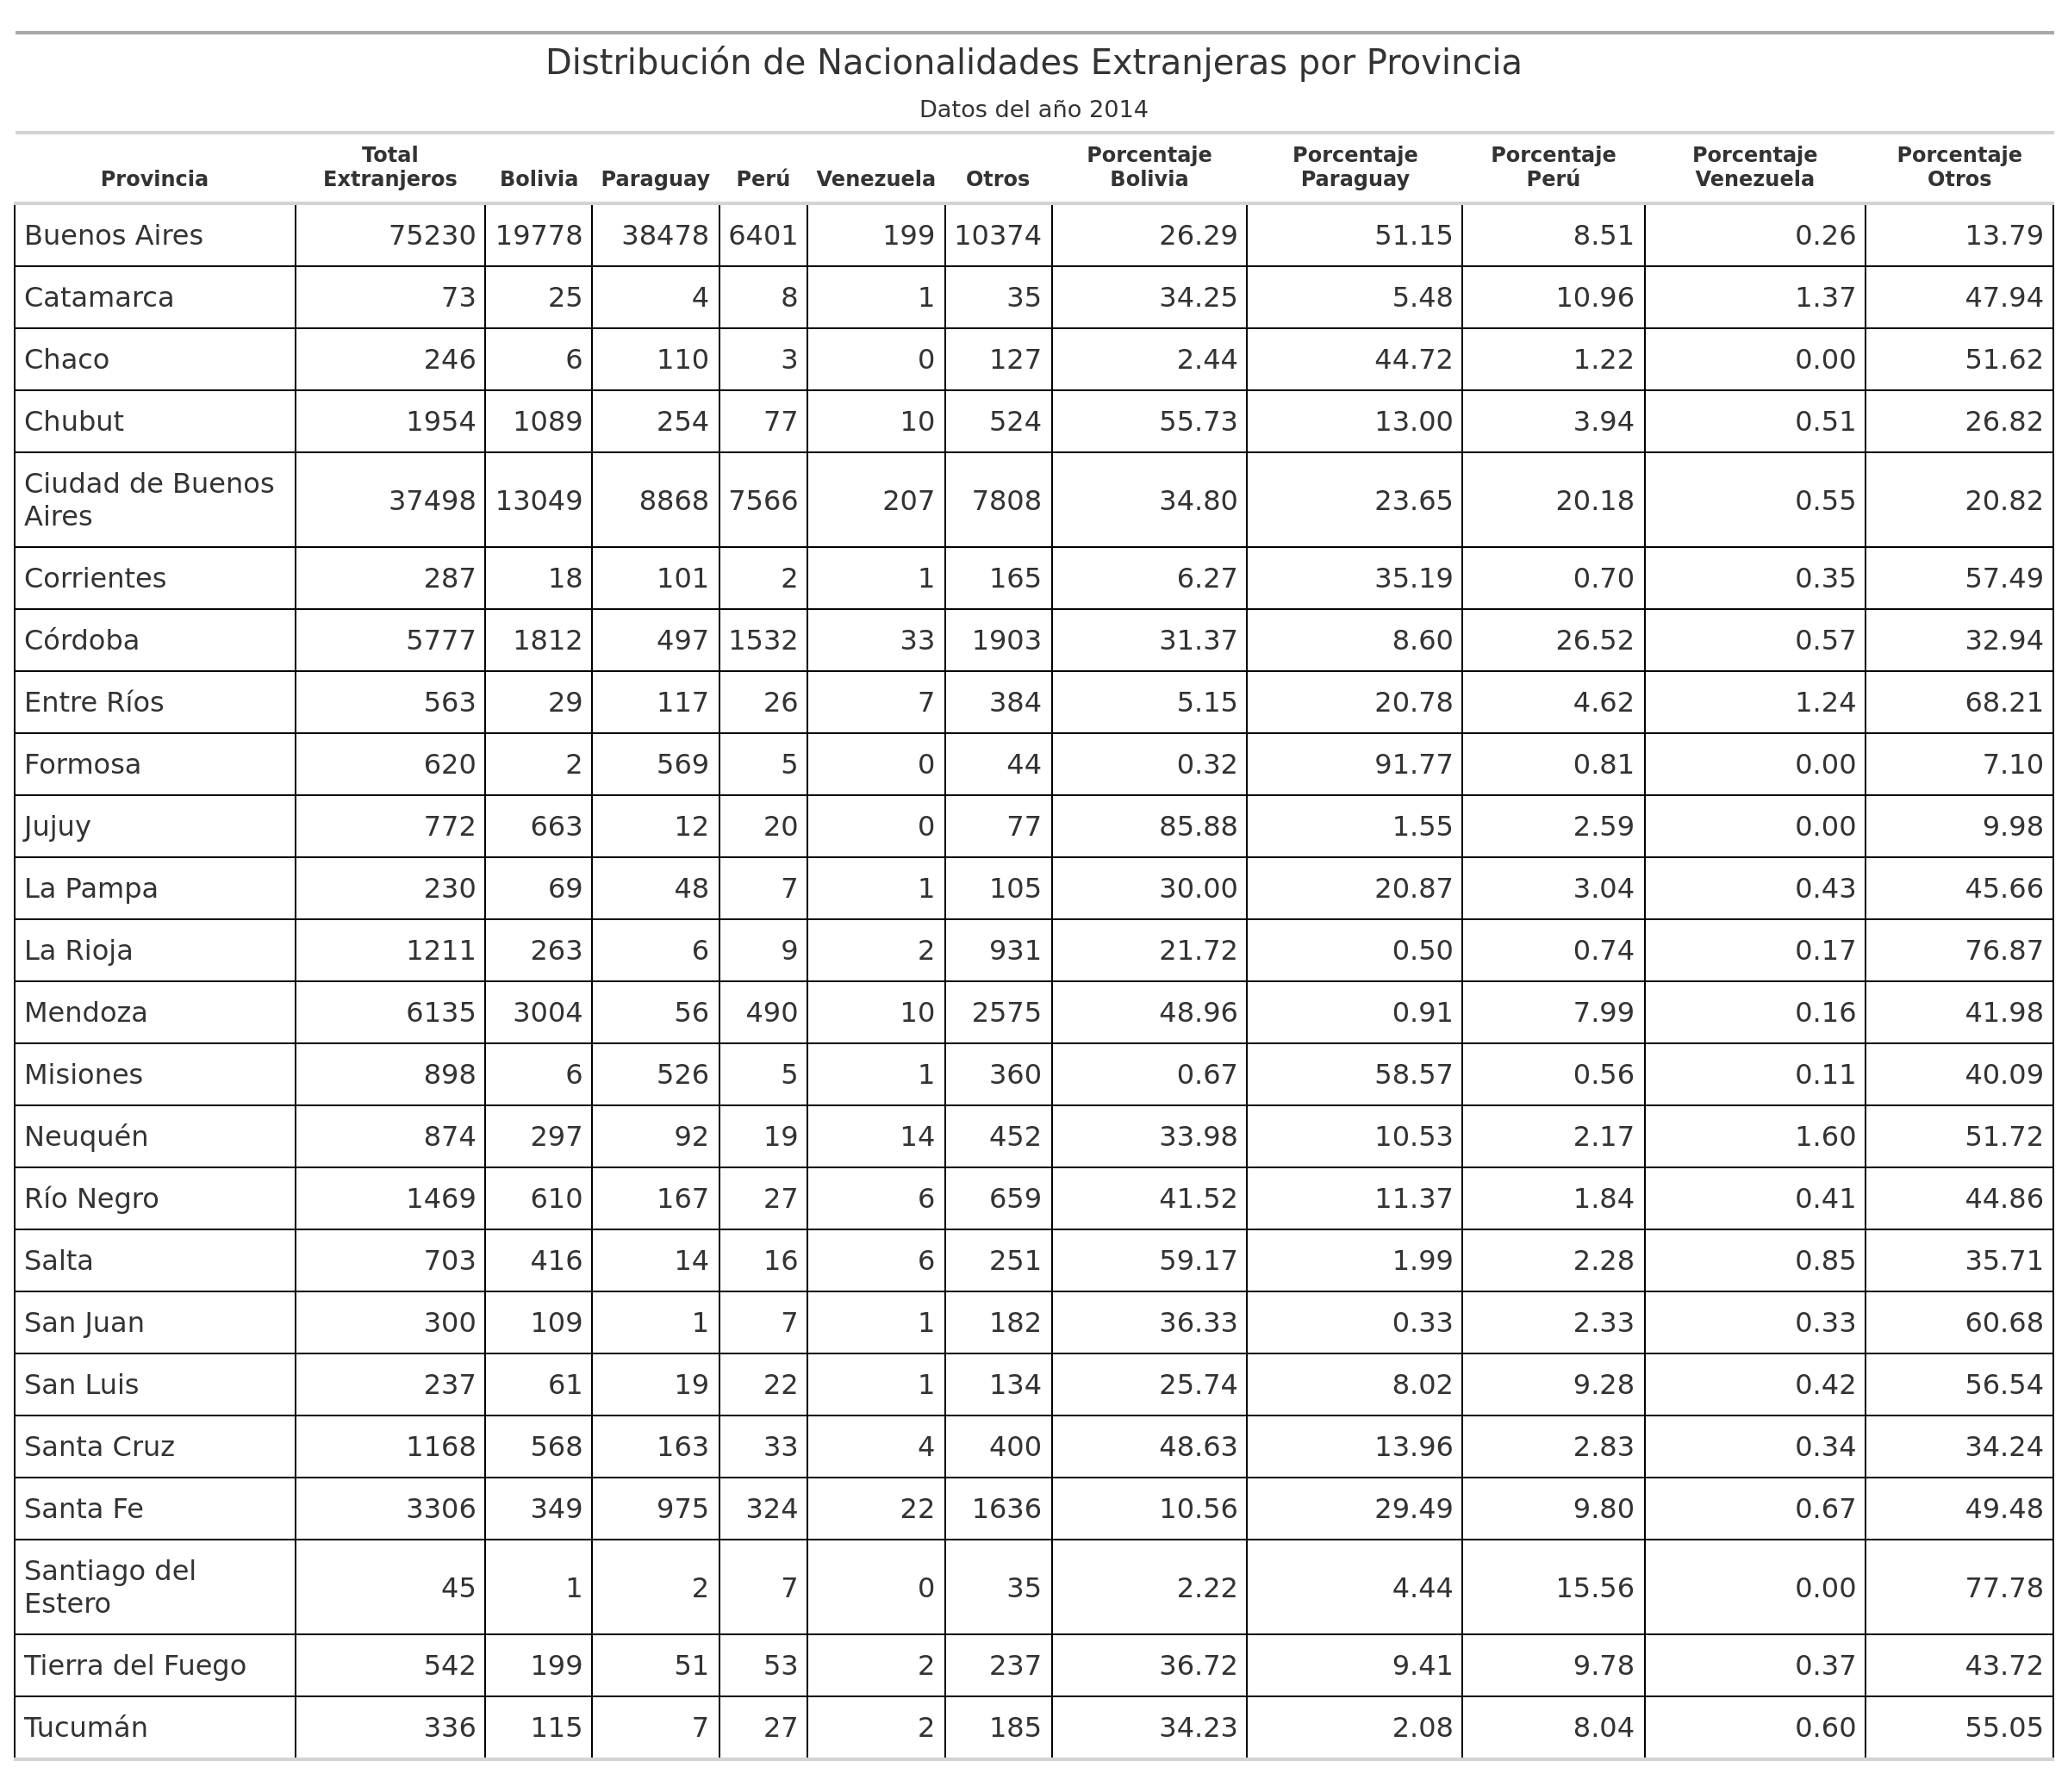 Distribución de Nacionalidades Extranjeras por Provincia
Datos del año 2014
Provincia Total Extranjeros Bolivia Paraguay Perú Venezuela Otros Porcentaje Bolivia Porcentaje Paraguay Porcentaje Perú Porcentaje Venezuela Porcentaje Otros
Buenos Aires 75230 19778 38478 6401 199 10374 26.29 51.15 8.51 0.26 13.79
Catamarca 73 25 4 8 1 35 34.25 5.48 10.96 1.37 47.94
Chaco 246 6 110 3 0 127 2.44 44.72 1.22 0.00 51.62
Chubut 1954 1089 254 77 10 524 55.73 13.00 3.94 0.51 26.82
Ciudad de Buenos Aires 37498 13049 8868 7566 207 7808 34.80 23.65 20.18 0.55 20.82
Corrientes 287 18 101 2 1 165 6.27 35.19 0.70 0.35 57.49
Córdoba 5777 1812 497 1532 33 1903 31.37 8.60 26.52 0.57 32.94
Entre Ríos 563 29 117 26 7 384 5.15 20.78 4.62 1.24 68.21
Formosa 620 2 569 5 0 44 0.32 91.77 0.81 0.00 7.10
Jujuy 772 663 12 20 0 77 85.88 1.55 2.59 0.00 9.98
La Pampa 230 69 48 7 1 105 30.00 20.87 3.04 0.43 45.66
La Rioja 1211 263 6 9 2 931 21.72 0.50 0.74 0.17 76.87
Mendoza 6135 3004 56 490 10 2575 48.96 0.91 7.99 0.16 41.98
Misiones 898 6 526 5 1 360 0.67 58.57 0.56 0.11 40.09
Neuquén 874 297 92 19 14 452 33.98 10.53 2.17 1.60 51.72
Río Negro 1469 610 167 27 6 659 41.52 11.37 1.84 0.41 44.86
Salta 703 416 14 16 6 251 59.17 1.99 2.28 0.85 35.71
San Juan 300 109 1 7 1 182 36.33 0.33 2.33 0.33 60.68
San Luis 237 61 19 22 1 134 25.74 8.02 9.28 0.42 56.54
Santa Cruz 1168 568 163 33 4 400 48.63 13.96 2.83 0.34 34.24
Santa Fe 3306 349 975 324 22 1636 10.56 29.49 9.80 0.67 49.48
Santiago del Estero 45 1 2 7 0 35 2.22 4.44 15.56 0.00 77.78
Tierra del Fuego 542 199 51 53 2 237 36.72 9.41 9.78 0.37 43.72
Tucumán 336 115 7 27 2 185 34.23 2.08 8.04 0.60 55.05